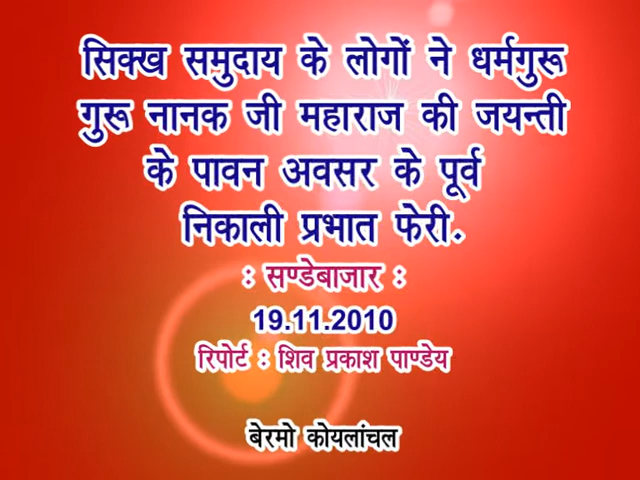 सिक्ख समुदाय के लोगों ने धर्मगुरू
गुरू नानक जी महाराज की जयन्ती
के पावन अवसर के पूर्व
निकाली प्रभात फेरी.
: सण्डेबाजार :
19.11.2010
रिपोर्ट : शिव प्रकाश पाण्डेय
बेरमो कोयलांचल